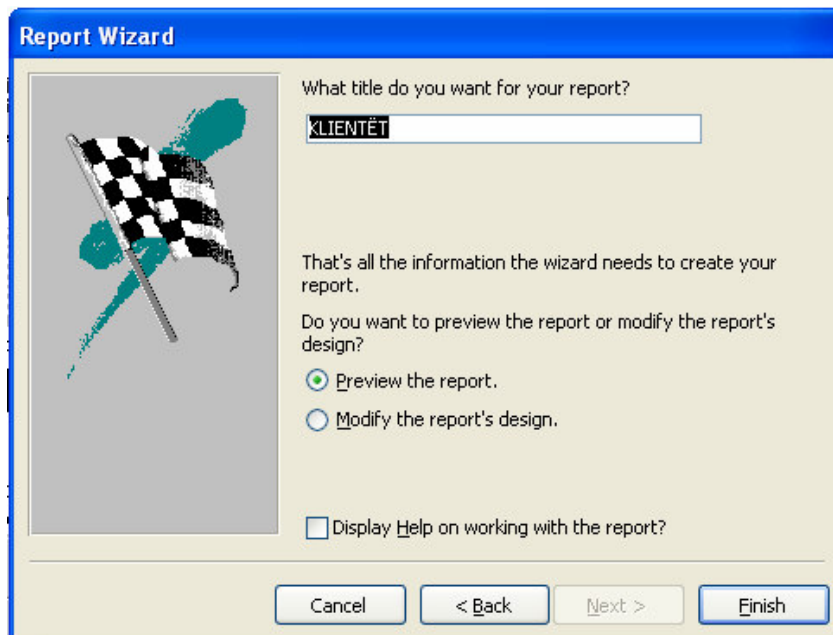 Report Wizard
What title do you want for your report?
KLIENTËT
That's all the information the wizard needs to create your
report.
Do you want to preview the report or modify the report's
design?
Preview the report.
Modify the report's design.
Display Help on working with the report?
Cancel
< Back
Next >
Finish